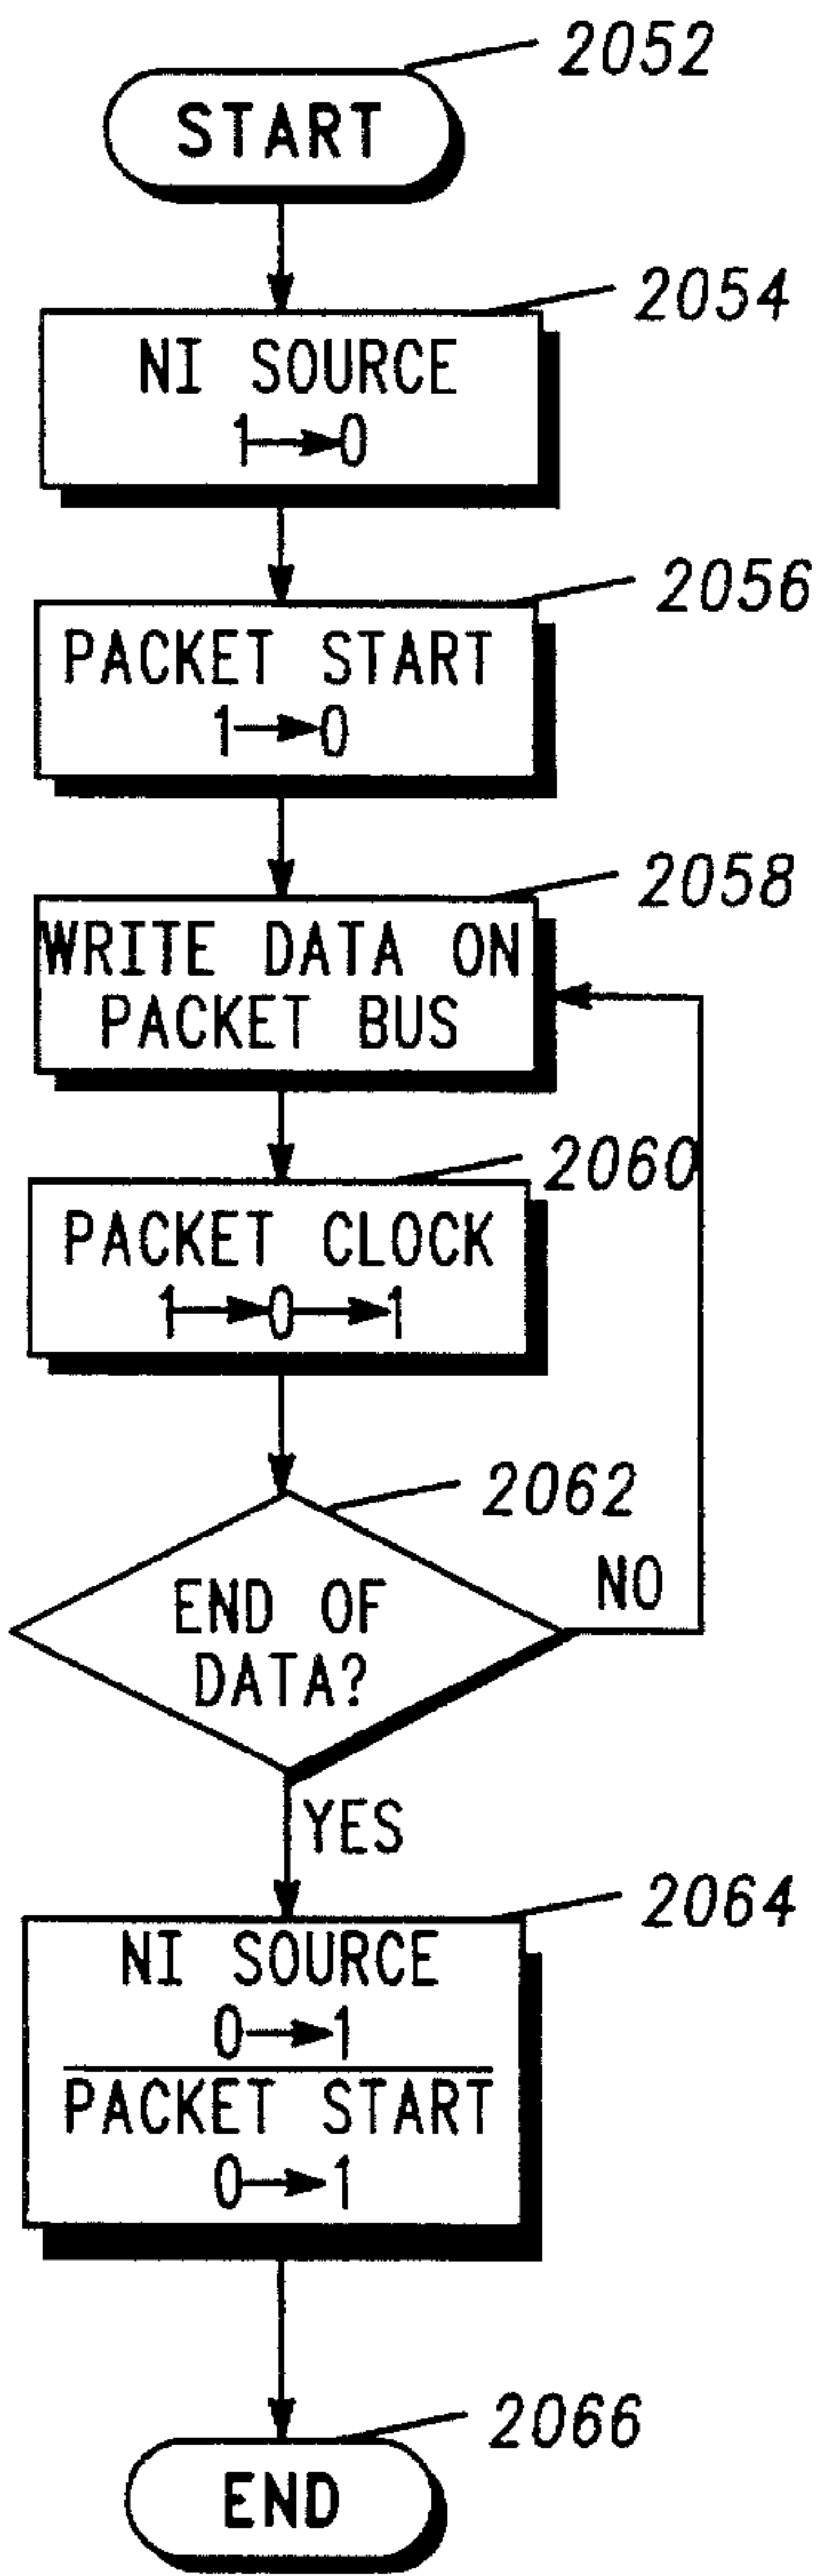 2052
START
2054
NI SOURCE
1→0
2056
PACKET START
1→0
2058
WRITE DATA ON
PACKET BUS
2060
PACKET CLOCK
1→0→1
2062
END OF
DATA?
NO
YES
2064
NI SOURCE
0→1
PACKET START
0→1
2066
END